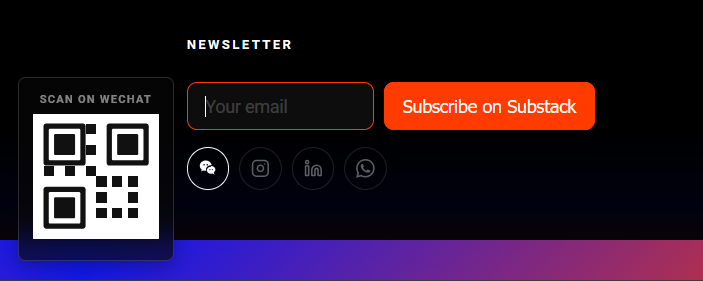 NEWSLETTER
SCAN ON WECHAT
Your email
Subscribe on Substack